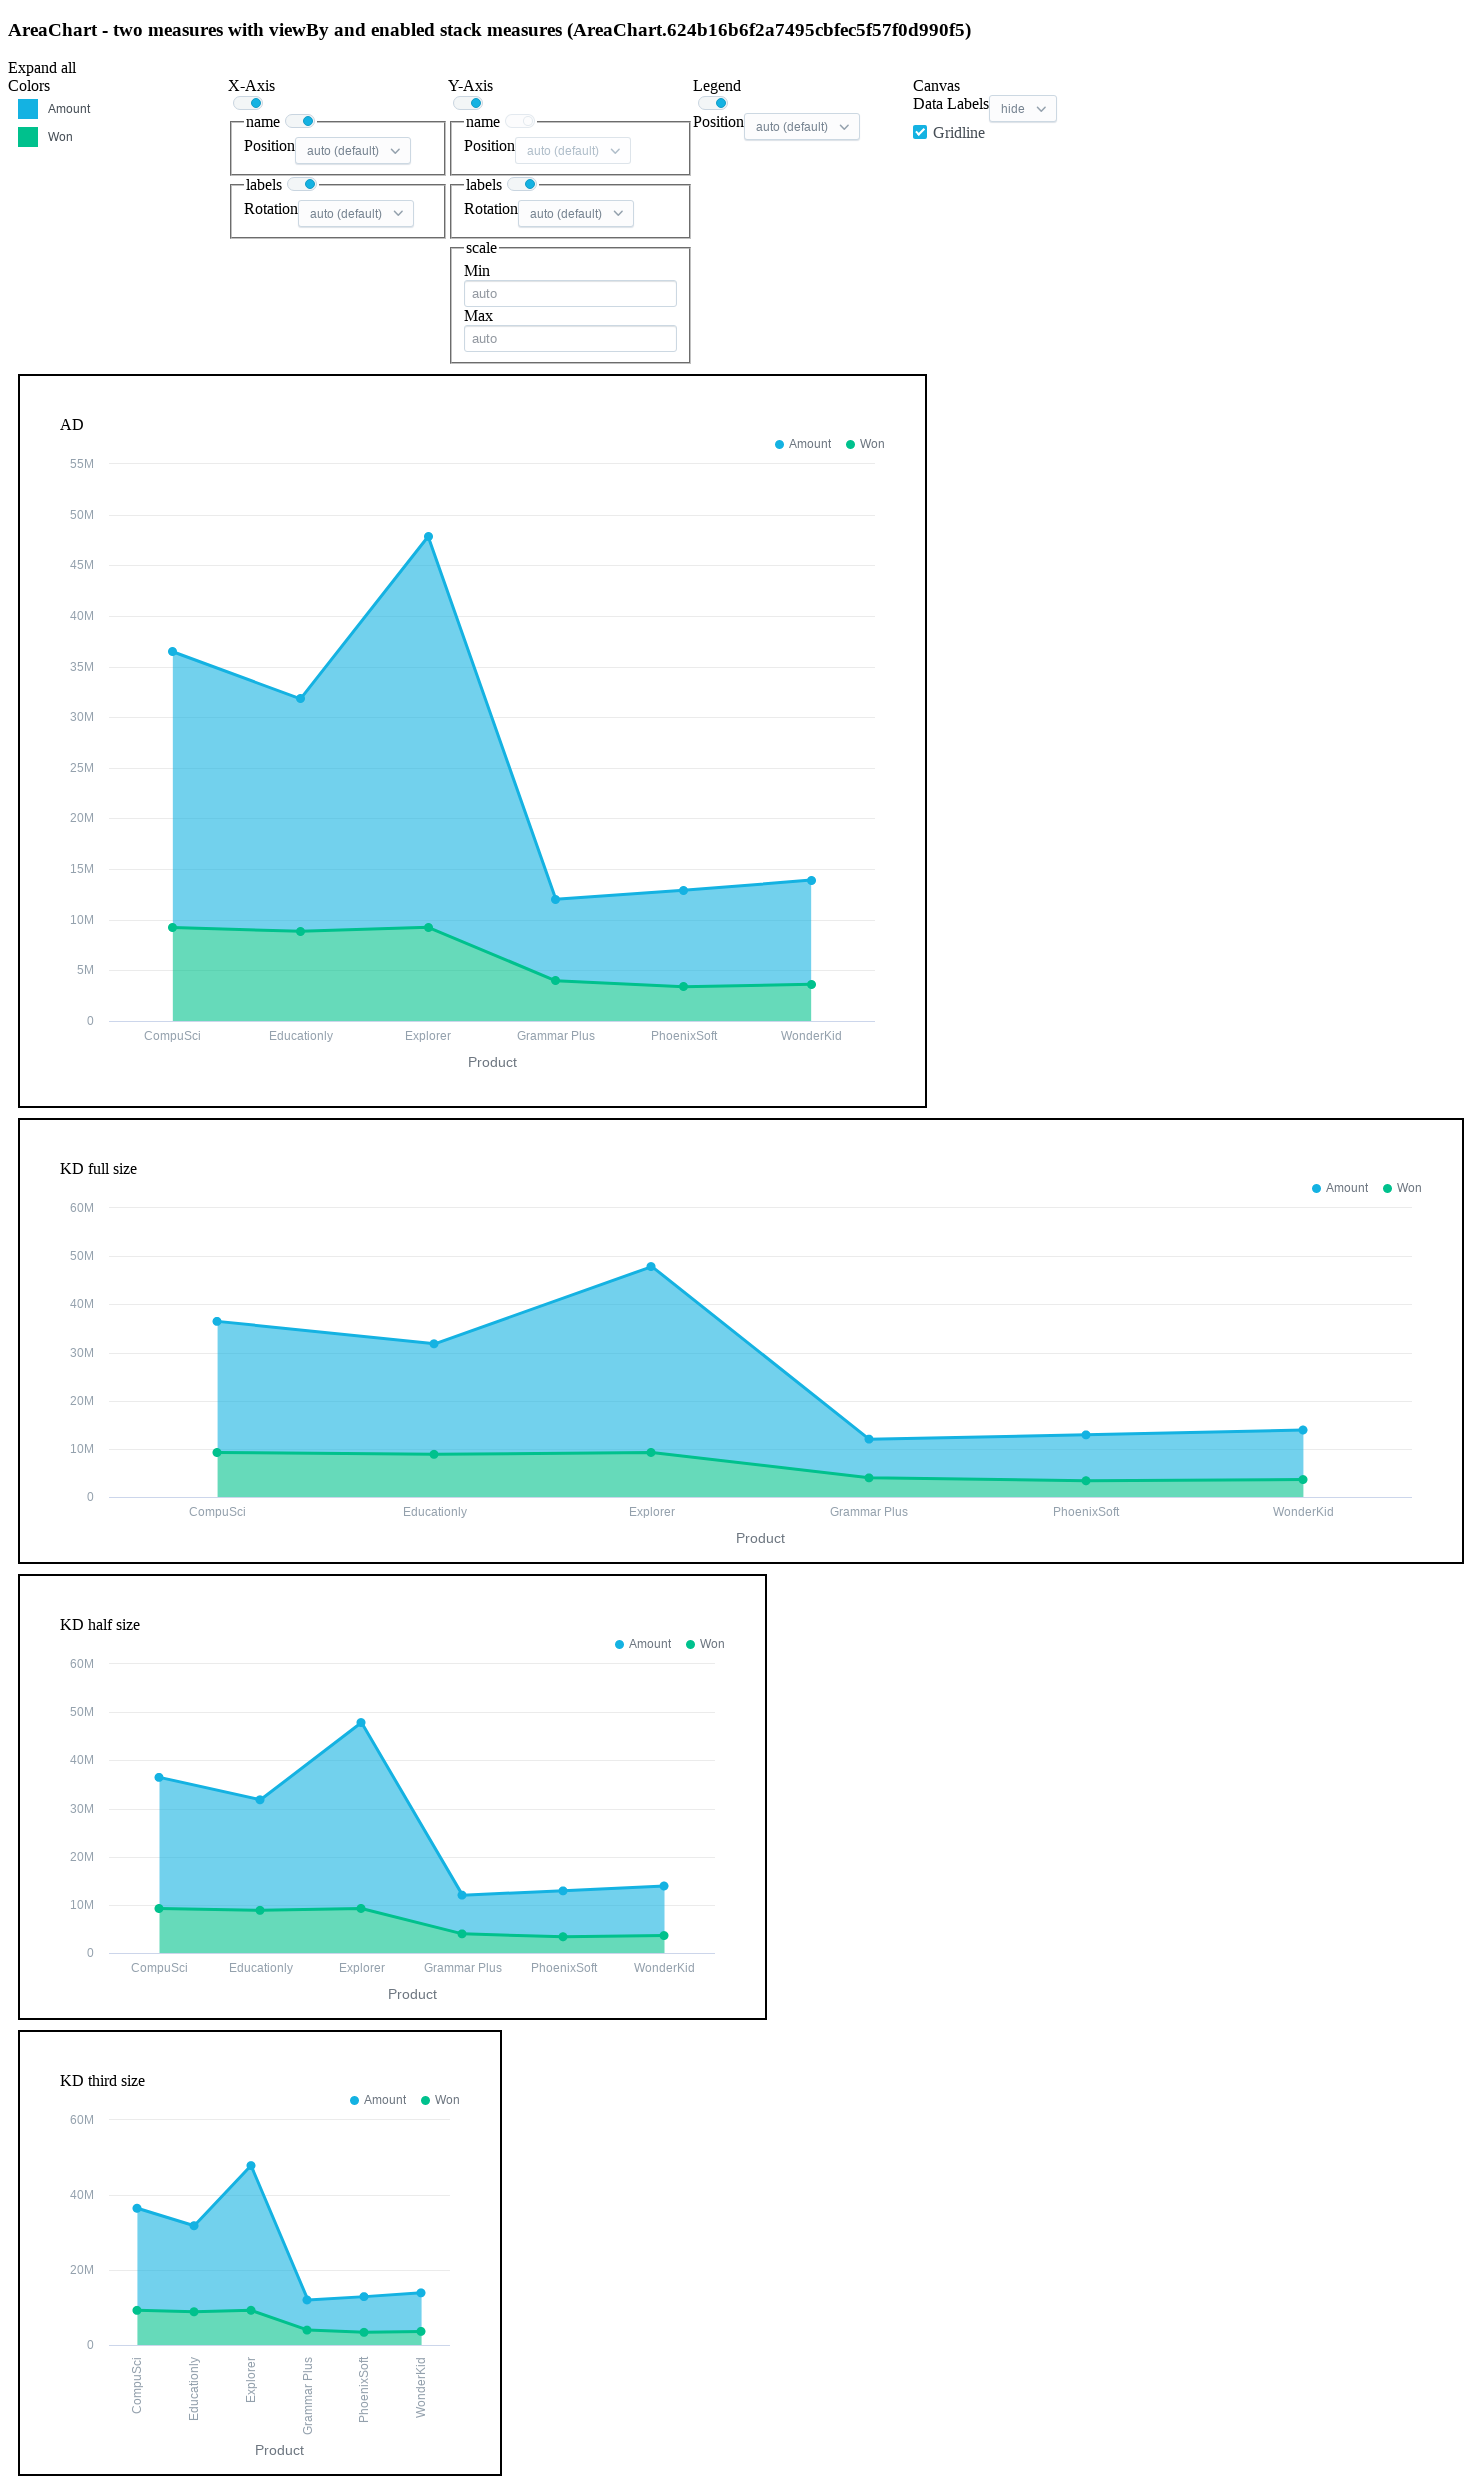 AreaChart - two measures with viewBy and enabled stack measures (AreaChart.624b16b6f2a7495cbfec5f57f0d990f5)
Expand all
Colors
Amount
Won
X-Axis
name
Position auto (default)
labels
Rotation auto (default)
Y-Axis
name
Position auto (default)
labels
Rotation auto (default)
scale
Min
auto
Max
auto
Legend
Position auto (default)
Canvas
Data Labels hide
Gridline
AD
Amount Won
55M
50M
45M
40M
35M
30M
25M
20M
15M
10M
5M
0
CompuSci Educationly Explorer Grammar Plus PhoenixSoft WonderKid
Product
KD full size
Amount Won
60M
50M
40M
30M
20M
10M
0
CompuSci Educationly Explorer Grammar Plus PhoenixSoft WonderKid
Product
KD half size
Amount Won
60M
50M
40M
30M
20M
10M
0
CompuSci Educationly Explorer Grammar Plus PhoenixSoft WonderKid
Product
KD third size
Amount Won
60M
40M
20M
0
CompuSci
Educationly
Explorer
Grammar Plus
PhoenixSoft
WonderKid
Product